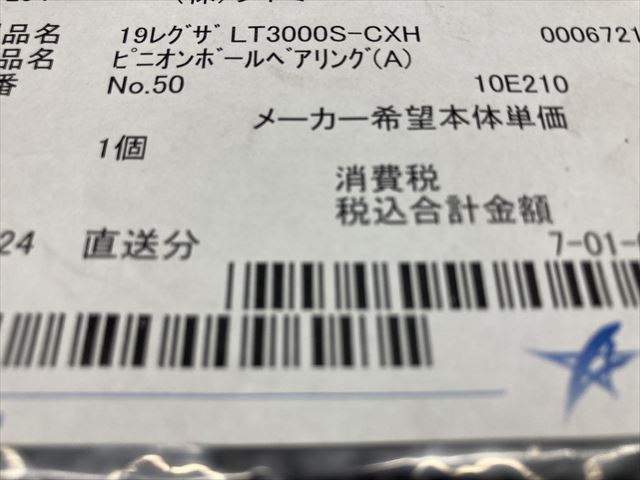 品名 19ﾚｸﾞｻﾞ LT3000S-CXH 0006721
品名 ピニオンボールベアリング(A)
番 No.50 10E210
メーカー希望本体単価
1個
消費税
税込合計金額
24 直送分 7-01-